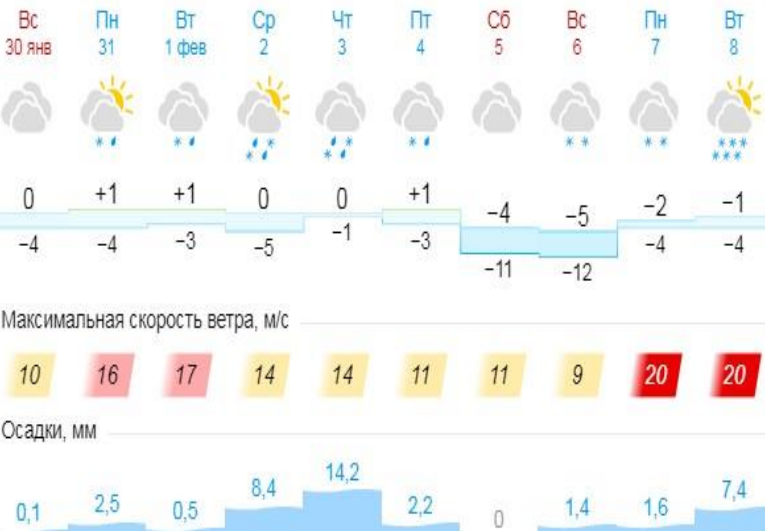 Вс Пн Вт Ср Чт Пт Сб Вс Пн Вт
30 янв 31 1 фев 2 3 4 5 6 7 8
0 +1 +1 0 0 +1 −4 −5 −2 −1
−4 −4 −3 −5 −1 −3 −11 −12 −4 −4
Максимальная скорость ветра, м/с
10 16 17 14 14 11 11 9 20 20
Осадки, мм
0,1 2,5 0,5 8,4 14,2 2,2 0 1,4 1,6 7,4